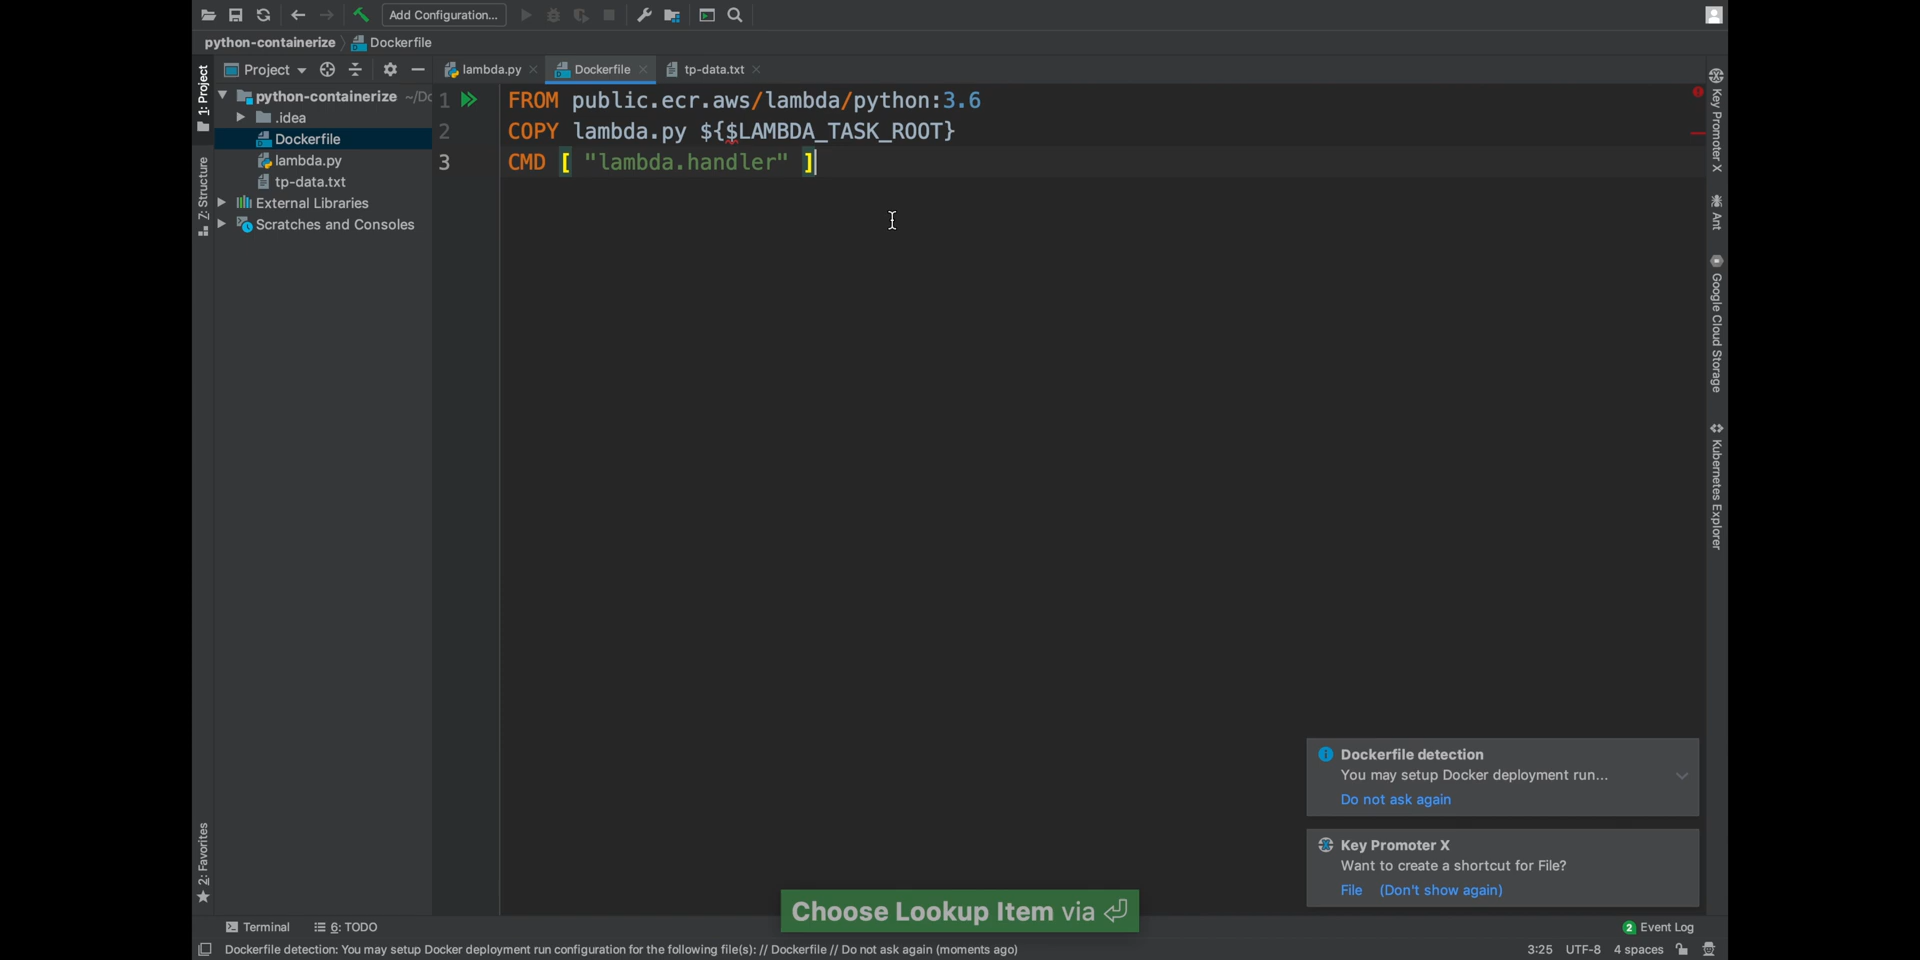 Add Configuration...
python-containerize
Dockerfile
Project
lambda.py
Dockerfile
tp-data.txt
1: Project
Z: Structure
2: Favorites
python-containerize ~/Do
.idea
Dockerfile
lambda.py
tp-data.txt
External Libraries
Scratches and Consoles
1 FROM public.ecr.aws/lambda/python:3.6
2 COPY lambda.py ${$LAMBDA_TASK_ROOT}
3 CMD [ "lambda.handler" ]
Key Promoter X
Ant
Google Cloud Storage
Kubernetes Explorer
Dockerfile detection
You may setup Docker deployment run...
Do not ask again
Key Promoter X
Want to create a shortcut for File?
File (Don't show again)
Choose Lookup Item via ⏎
Terminal
6: TODO
2 Event Log
Dockerfile detection: You may setup Docker deployment run configuration for the following file(s): // Dockerfile // Do not ask again (moments ago)
3:25 UTF-8 4 spaces